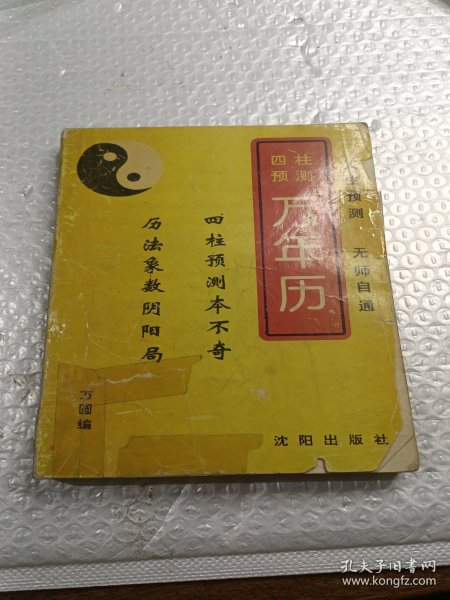 四柱
预测
万年历
预测 无师自通
四柱预测本不奇
历法象数阴阳局
万圆编
沈阳出版社
孔夫子旧书网
www.kongfz.com